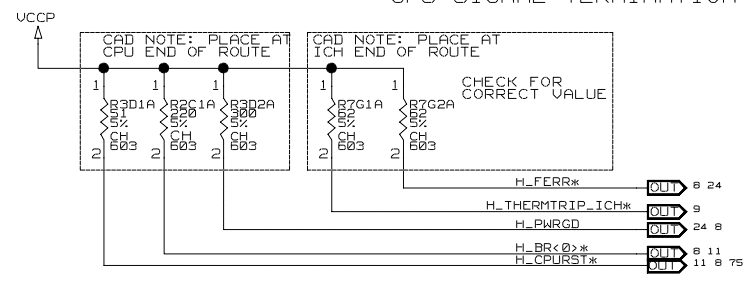 VCCP
CAD NOTE: PLACE AT
CPU END OF ROUTE
CAD NOTE: PLACE AT
ICH END OF ROUTE
CHECK FOR
CORRECT VALUE
1
R3D1A
51
5%
CH
603
2
1
R2C1A
220
5%
CH
603
2
1
R3D2A
300
5%
CH
603
2
1
R7G1A
62
5%
CH
603
2
1
R7G2A
62
5%
CH
603
2
H_FERR* OUT 8 24
H_THERMTRIP_ICH* OUT 9
H_PWRGD OUT 24 8
H_BR<0>* OUT 8 11
H_CPURST* OUT 11 8 75